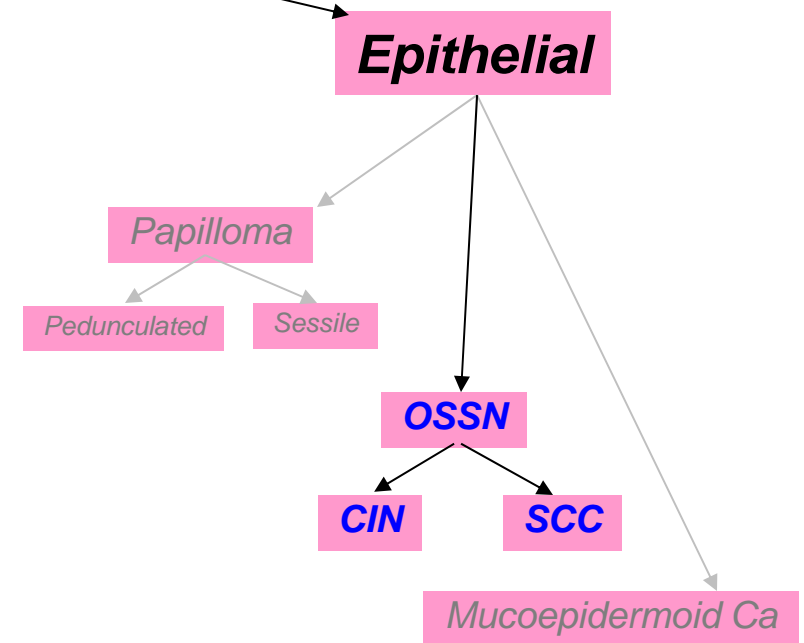 Epithelial
Papilloma
Pedunculated
Sessile
OSSN
CIN
SCC
Mucoepidermoid Ca